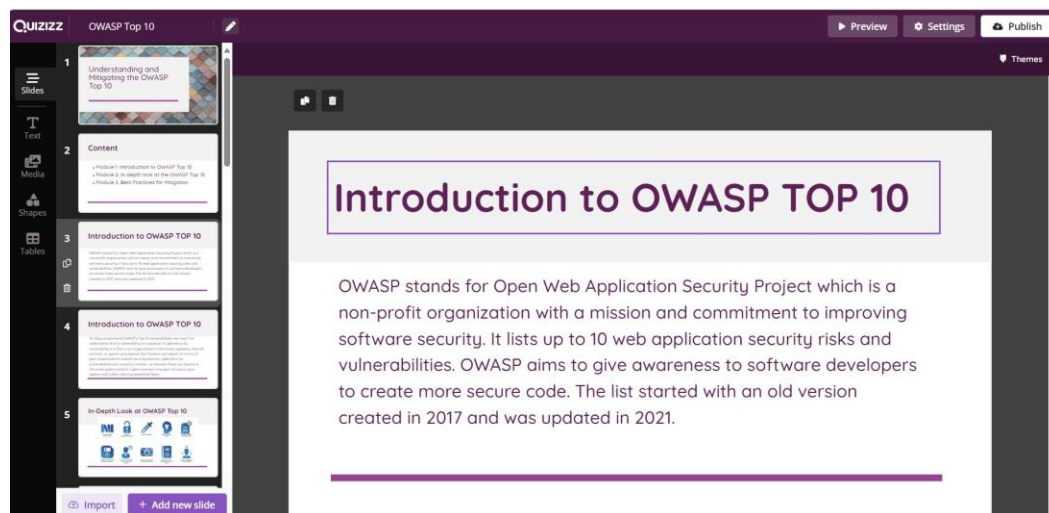 QUIZIZZ
OWASP Top 10
Preview
Settings
Publish
Themes
Slides
Text
Media
Shapes
Tables
1
Understanding and
Mitigating the OWASP
Top 10
2
Content
Module 1: Introduction to OWASP Top 10
Module 2: In-depth look at the OWASP Top 10
Module 3: Best Practices for Mitigation
3
Introduction to OWASP TOP 10
4
Introduction to OWASP TOP 10
5
In-Depth Look at OWASP Top 10
Import
+ Add new slide
Introduction to OWASP TOP 10
OWASP stands for Open Web Application Security Project which is a
non-profit organization with a mission and commitment to improving
software security. It lists up to 10 web application security risks and
vulnerabilities. OWASP aims to give awareness to software developers
to create more secure code. The list started with an old version
created in 2017 and was updated in 2021.